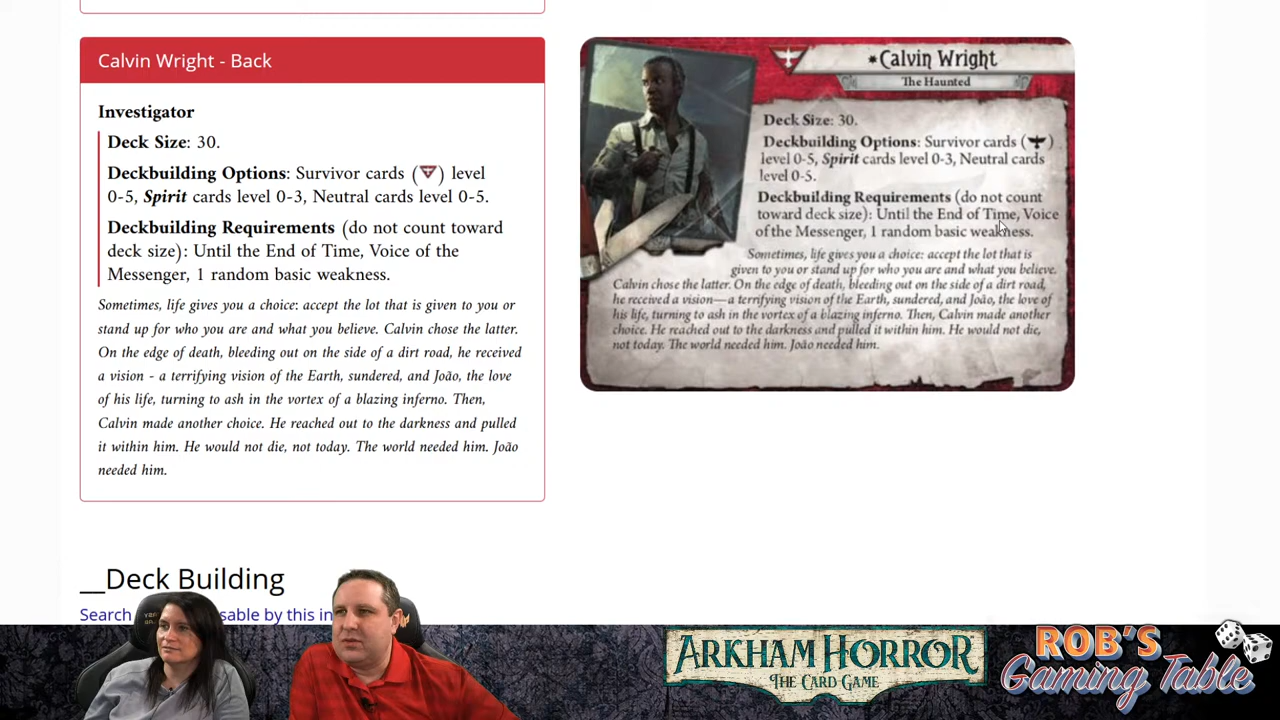 Calvin Wright - Back
Investigator
Deck Size: 30.
Deckbuilding Options: Survivor cards ( ) level
0-5, Spirit cards level 0-3, Neutral cards level 0-5.
Deckbuilding Requirements (do not count toward
deck size): Until the End of Time, Voice of the
Messenger, 1 random basic weakness.
Sometimes, life gives you a choice: accept the lot that is given to you or
stand up for who you are and what you believe. Calvin chose the latter.
On the edge of death, bleeding out on the side of a dirt road, he received
a vision - a terrifying vision of the Earth, sundered, and João, the love
of his life, turning to ash in the vortex of a blazing inferno. Then,
Calvin made another choice. He reached out to the darkness and pulled
it within him. He would not die, not today. The world needed him. João
needed him.
Calvin Wright
The Haunted
Deck Size: 30.
Deckbuilding Options: Survivor cards ( )
level 0-5, Spirit cards level 0-3, Neutral cards
level 0-5.
Deckbuilding Requirements (do not count
toward deck size): Until the End of Time, Voice
of the Messenger, 1 random basic weakness.
Sometimes, life gives you a choice: accept the lot that is
given to you or stand up for who you are and what you believe.
Calvin chose the latter. On the edge of death, bleeding out on the side of a dirt road,
he received a vision—a terrifying vision of the Earth, sundered, and João, the love of
his life, turning to ash in the vortex of a blazing inferno. Then, Calvin made another
choice. He reached out to the darkness and pulled it within him. He would not die,
not today. The world needed him. João needed him.
__Deck Building
Search sable by this in
ARKHAM HORROR
THE CARD GAME
ROB'S
Gaming Table